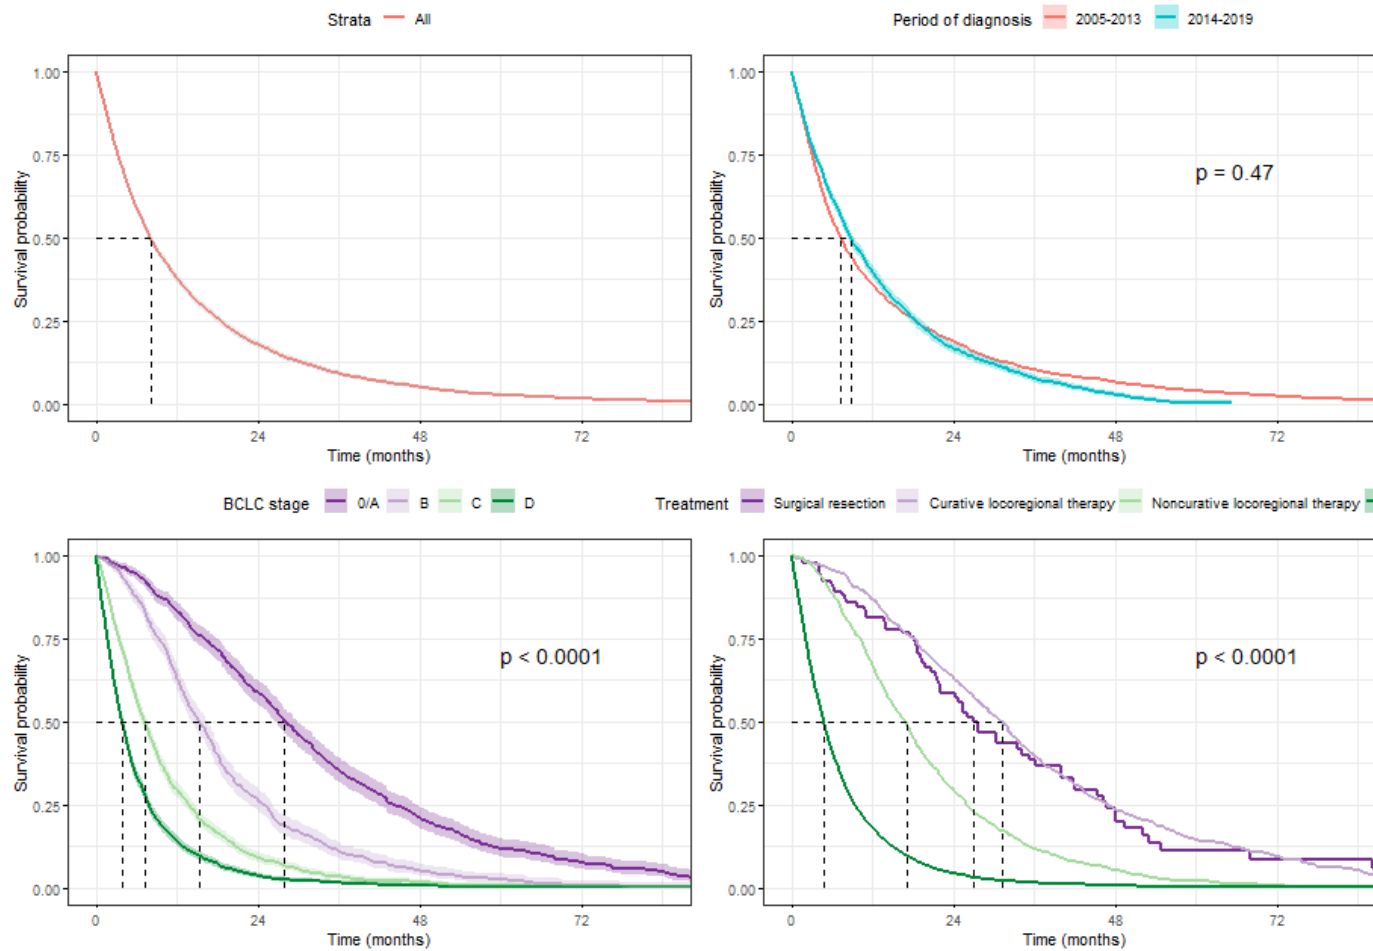 Strata All
Period of diagnosis 2005-2013 2014-2019
1.00
0.75
0.50
0.25
0.00
Survival probability
0 24 48 72
Time (months)
1.00
0.75
0.50
0.25
0.00
Survival probability
p = 0.47
0 24 48 72
Time (months)
BCLC stage 0/A B C D
Treatment Surgical resection Curative locoregional therapy Noncurative locoregional therapy
1.00
0.75
0.50
0.25
0.00
Survival probability
p < 0.0001
0 24 48 72
Time (months)
1.00
0.75
0.50
0.25
0.00
Survival probability
p < 0.0001
0 24 48 72
Time (months)